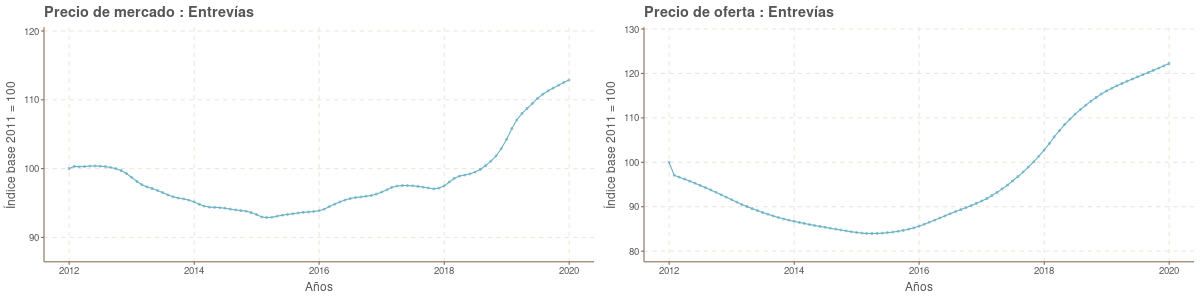 Precio de mercado : Entrevías
Índice base 2011 = 100
120
110
100
90
2012 2014 2016 2018 2020
Años
Precio de oferta : Entrevías
Índice base 2011 = 100
130
120
110
100
90
80
2012 2014 2016 2018 2020
Años